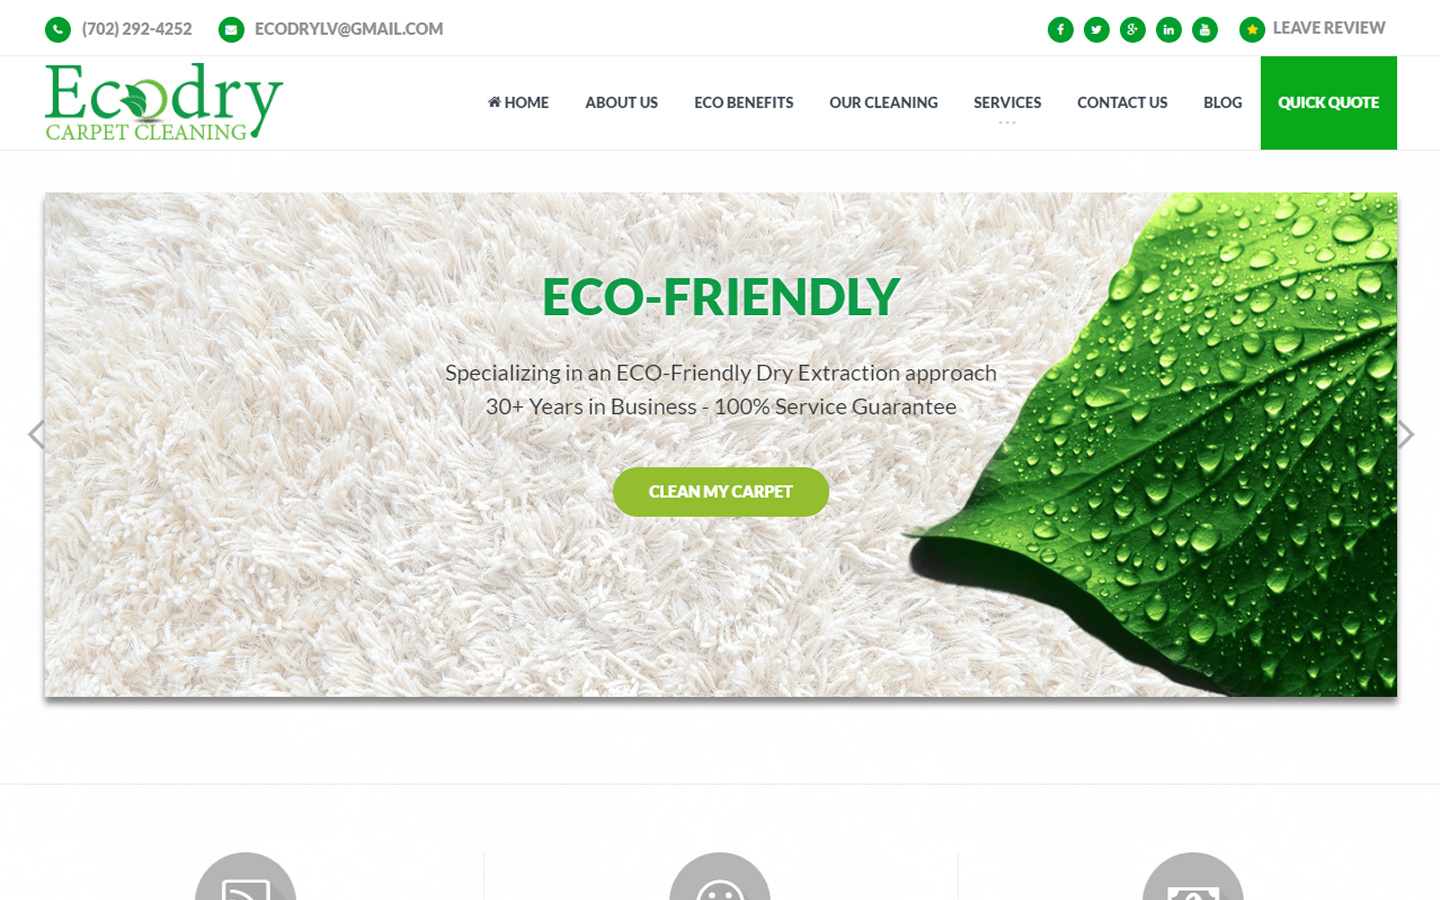 (702) 292-4252
ECODRYLV@GMAIL.COM
LEAVE REVIEW
Ecodry
CARPET CLEANING
HOME
ABOUT US
ECO BENEFITS
OUR CLEANING
SERVICES
CONTACT US
BLOG
QUICK QUOTE
ECO-FRIENDLY
Specializing in an ECO-Friendly Dry Extraction approach
30+ Years in Business - 100% Service Guarantee
CLEAN MY CARPET